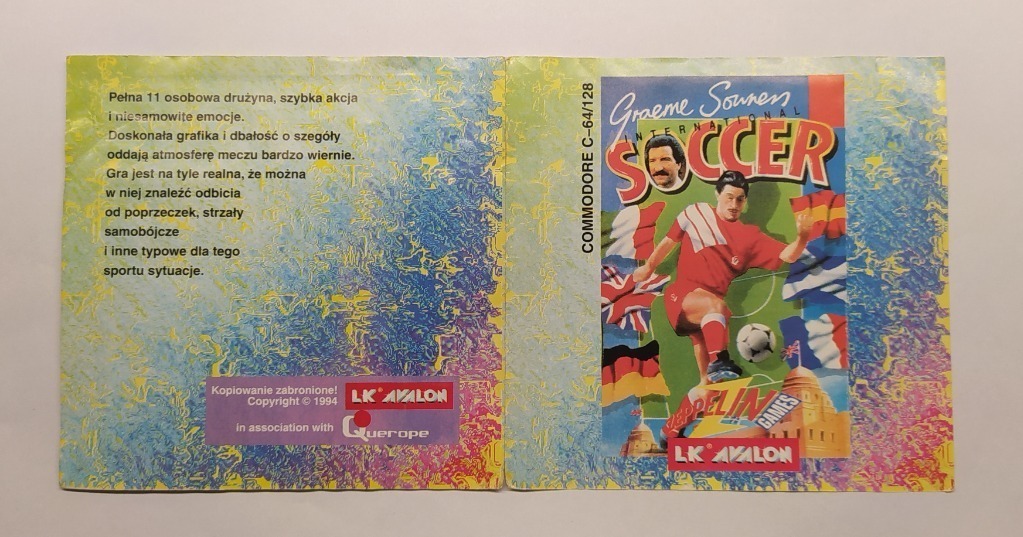 Pełna 11 osobowa drużyna, szybka akcja
i niesamowite emocje.
Doskonała grafika i dbałość o szegóły
oddają atmosferę meczu bardzo wiernie.
Gra jest na tyle realna, że można
w niej znaleźć odbicia
od poprzeczek, strzały
samobójcze
i inne typowe dla tego
sportu sytuacje.
Kopiowanie zabronione!
Copyright © 1994
LK AVALON
in association with
Querope
COMMODORE C-64/128
Graeme Souness
INTERNATIONAL
SOCCER
ZEPPELIN
GAMES
LK AVALON